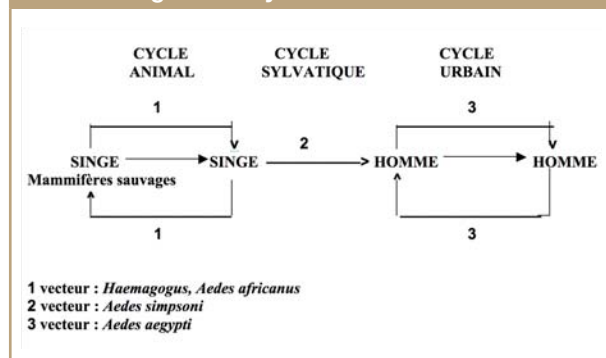 CYCLE ANIMAL
CYCLE SYLVATIQUE
CYCLE URBAIN
1
3
2
SINGE
SINGE
HOMME
HOMME
Mammifères sauvages
1
3
1 vecteur : Haemagogus, Aedes africanus
2 vecteur : Aedes simpsoni
3 vecteur : Aedes aegypti